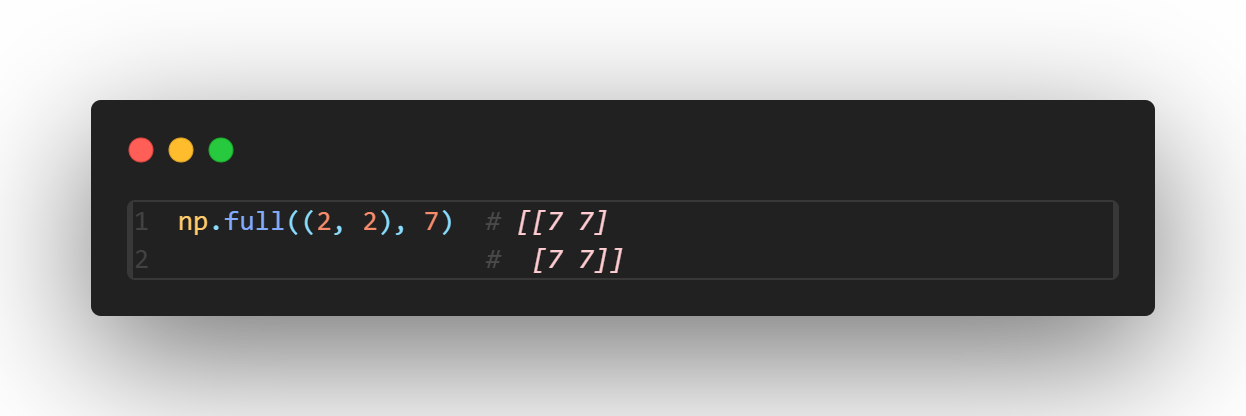 1 np.full((2, 2), 7)  # [[7 7]
2                     #  [7 7]]